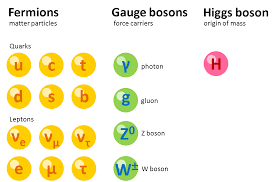 Fermions
matter particles
Quarks
u c t
d s b
Leptons
νe νμ ντ
e μ τ
Gauge bosons
force carriers
γ photon
g gluon
Z⁰ Z boson
W± W boson
Higgs boson
origin of mass
H